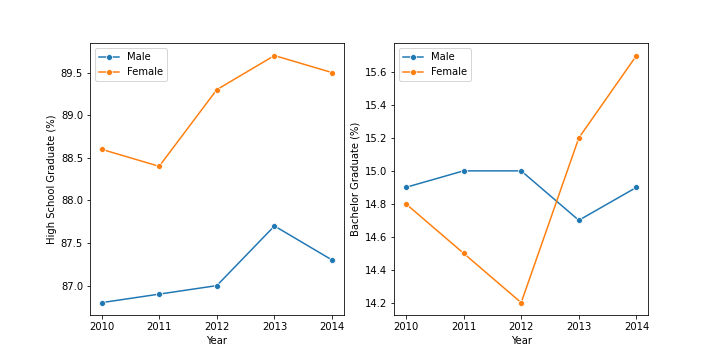 Male
Female
89.5
89.0
88.5
88.0
87.5
87.0
High School Graduate (%)
2010 2011 2012 2013 2014
Year
Male
Female
15.6
15.4
15.2
15.0
14.8
14.6
14.4
14.2
Bachelor Graduate (%)
2010 2011 2012 2013 2014
Year